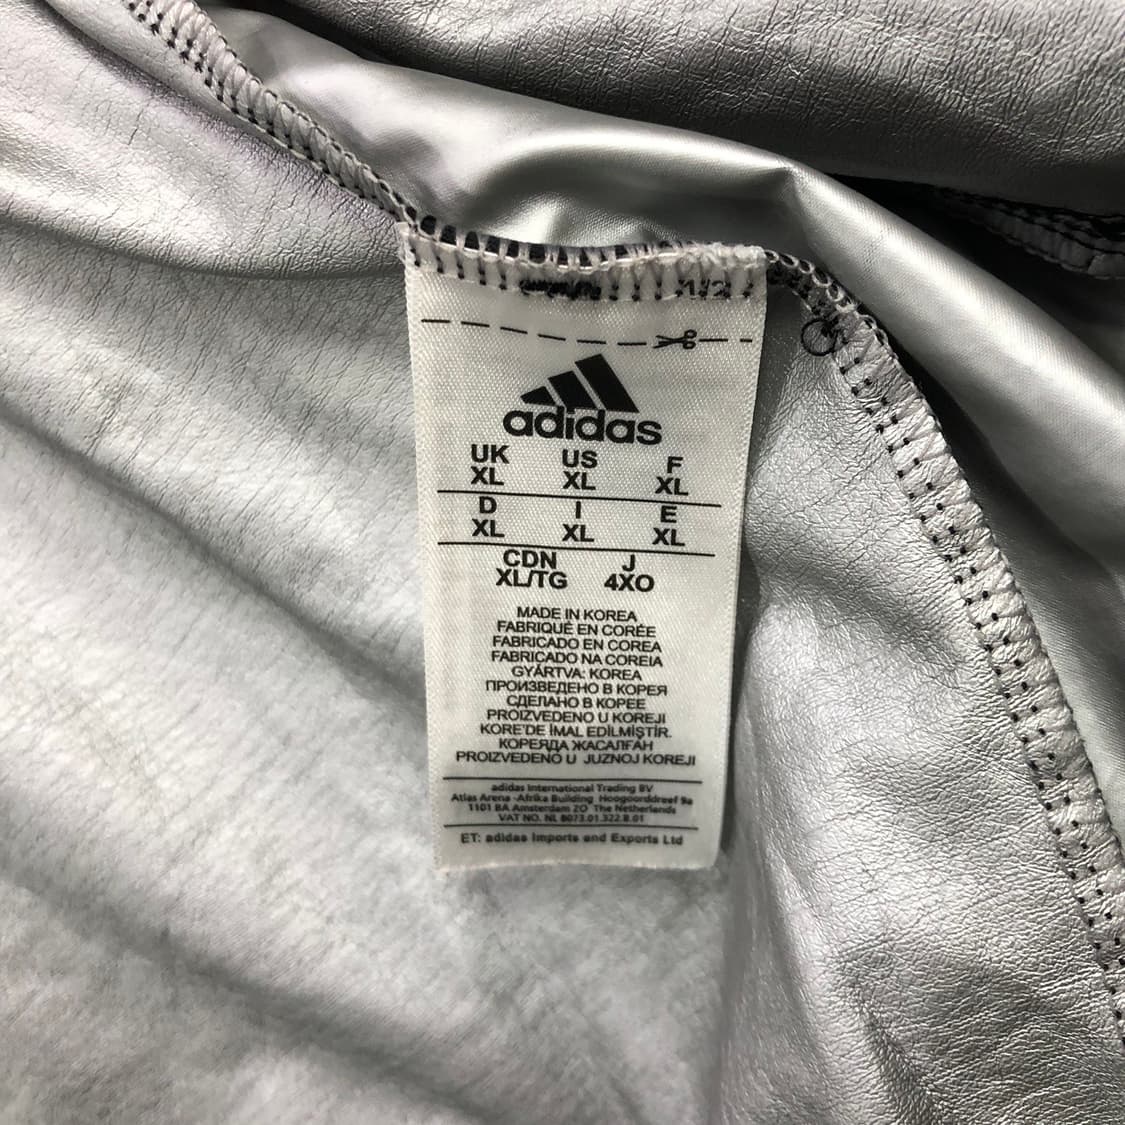 1/2
adidas
UK US F
XL XL XL
D I E
XL XL XL
CDN J
XL/TG 4XO
MADE IN KOREA
FABRIQUÉ EN CORÉE
FABRICADO EN COREA
FABRICADO NA COREIA
GYÁRTVA: KOREA
ПРОИЗВЕДЕНО В КОРЕЯ
СДЕЛАНО В КОРЕЕ
PROIZVEDENO U KOREJI
KORE'DE İMAL EDİLMİŞTİR.
КОРЕЯДА ЖАСАЛҒАН
PROIZVEDENO U JUZNOJ KOREJI
adidas International Trading BV
Atlas Arena -Afrika Building Hoogoorddreef 9a
1101 BA Amsterdam ZO The Netherlands
VAT NO. NL 8073.01.322.B.01
ET: adidas Imports and Exports Ltd